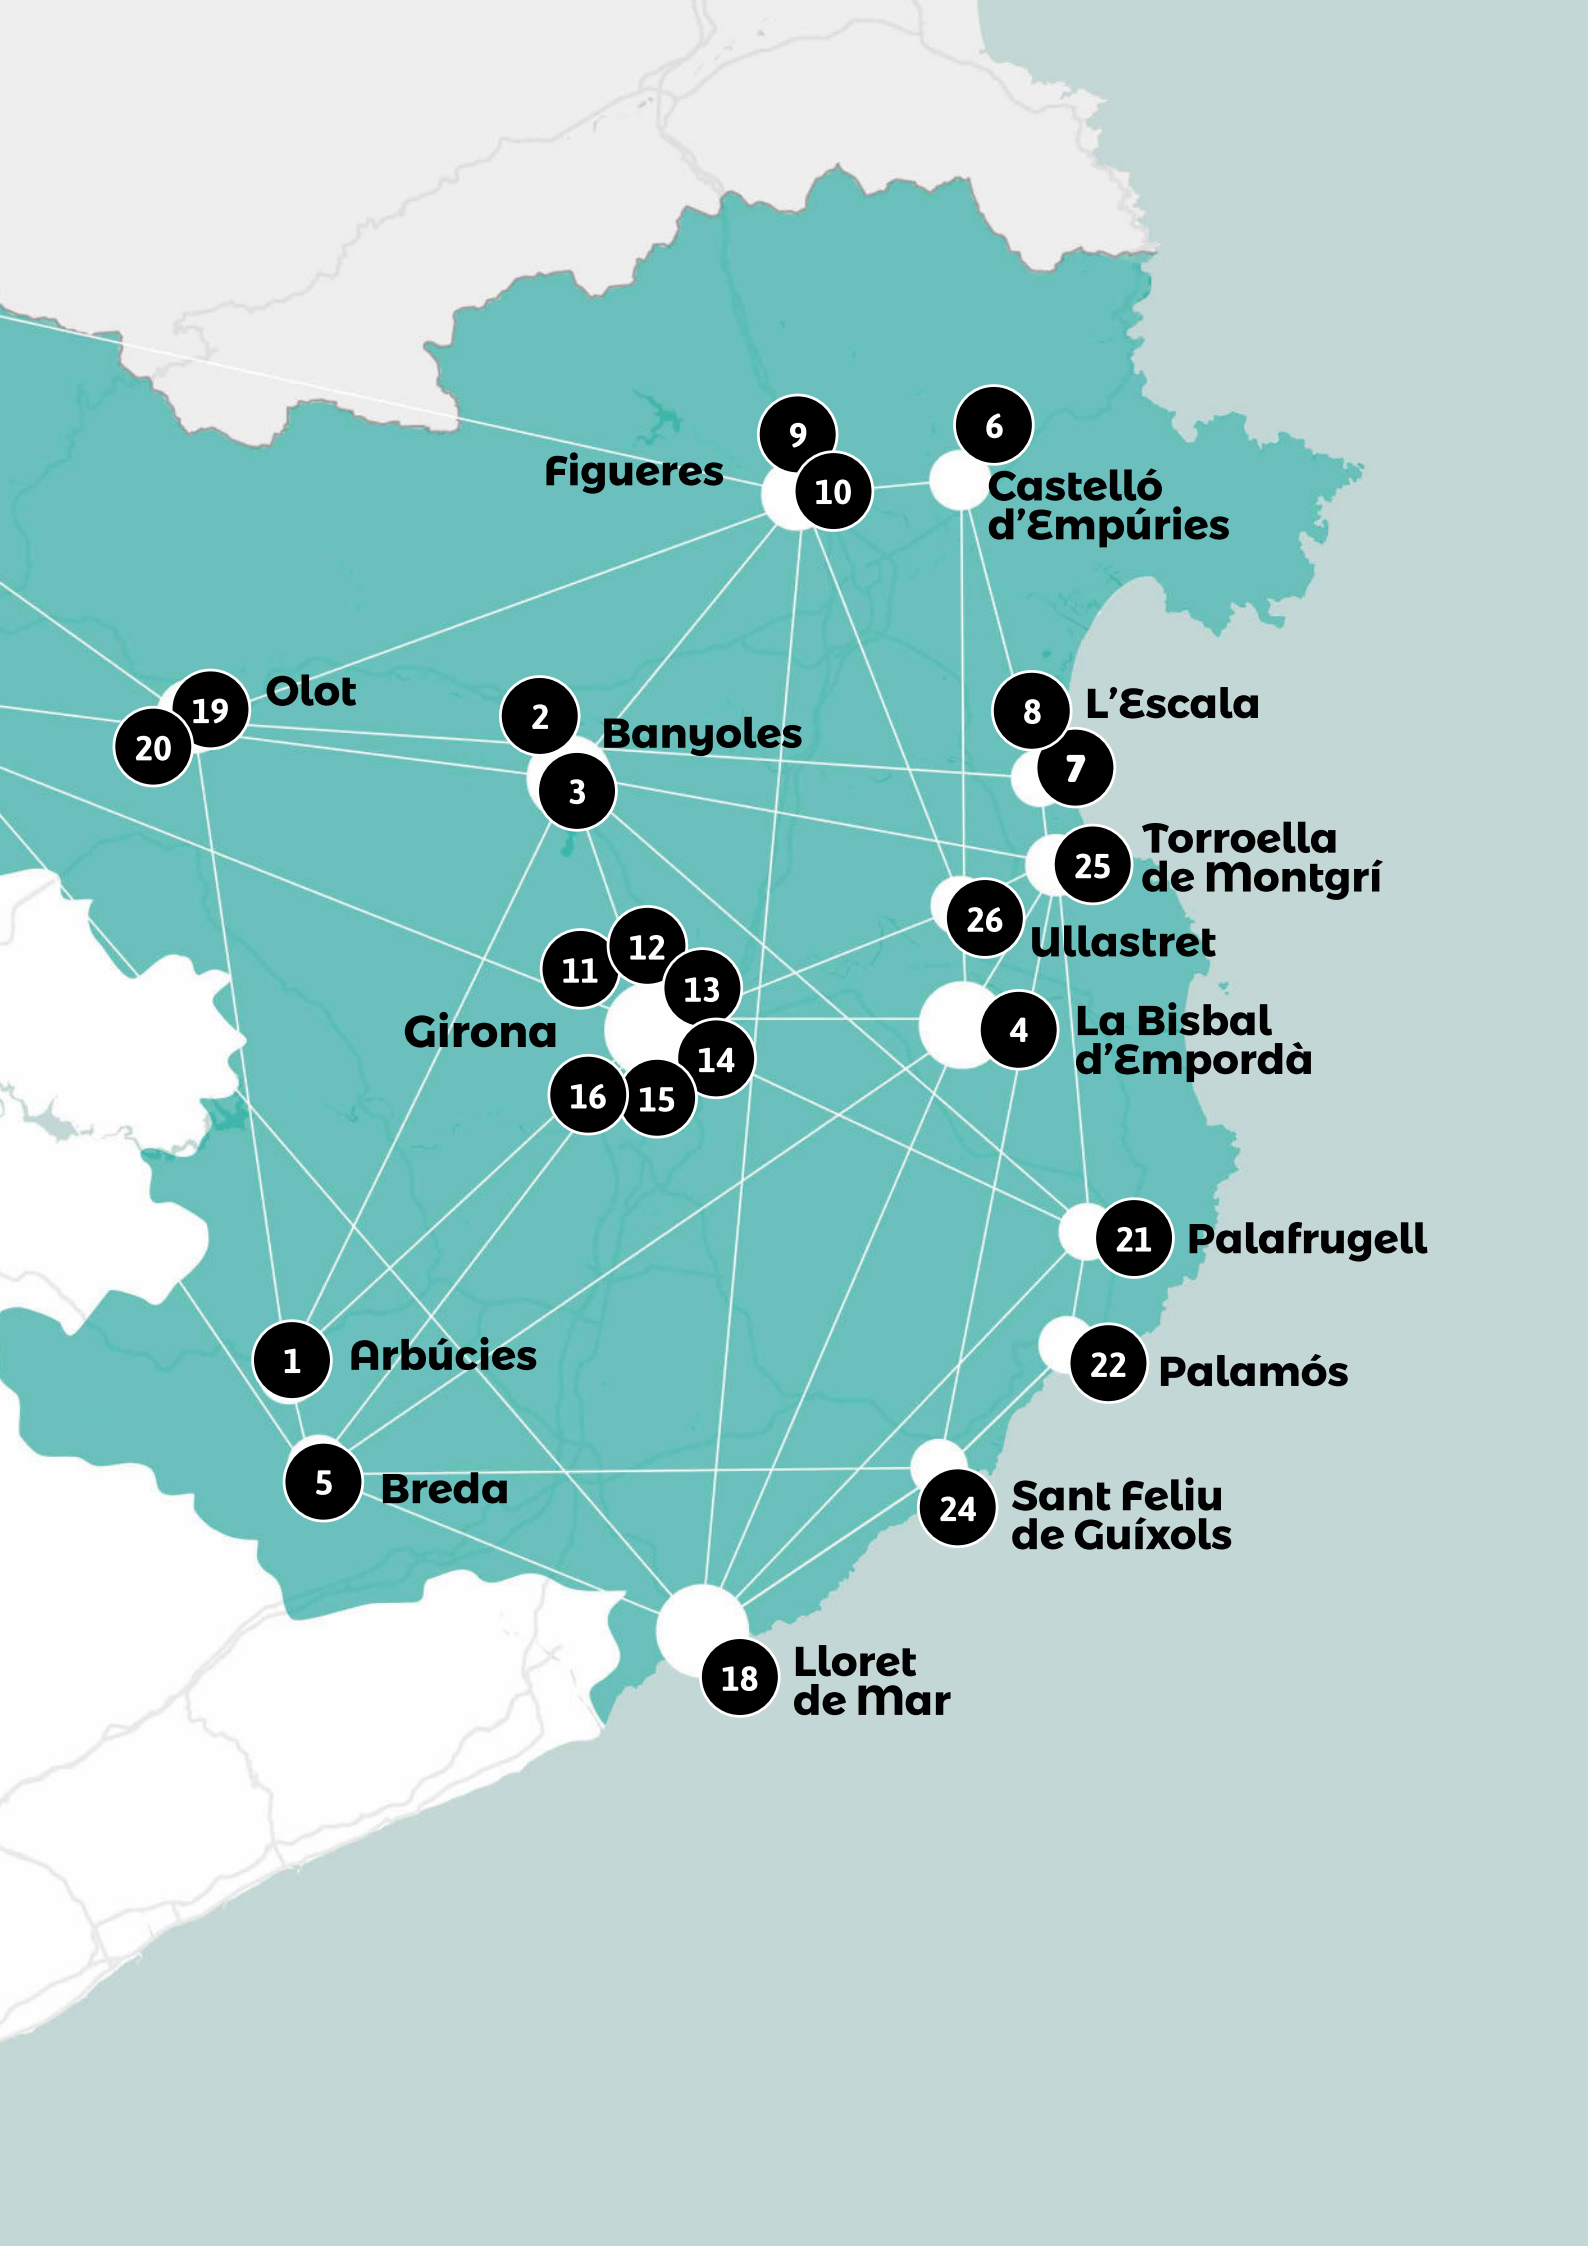 9
6
Figueres
10
Castelló
d'Empúries
19
Olot
20
2
Banyoles
3
8
L'Escala
7
Torroella
de Montgrí
25
26
Ullastret
12
11
13
Girona
14
16
15
4
La Bisbal
d'Empordà
21
Palafrugell
1
Arbúcies
22
Palamós
5
Breda
24
Sant Feliu
de Guíxols
18
Lloret
de Mar